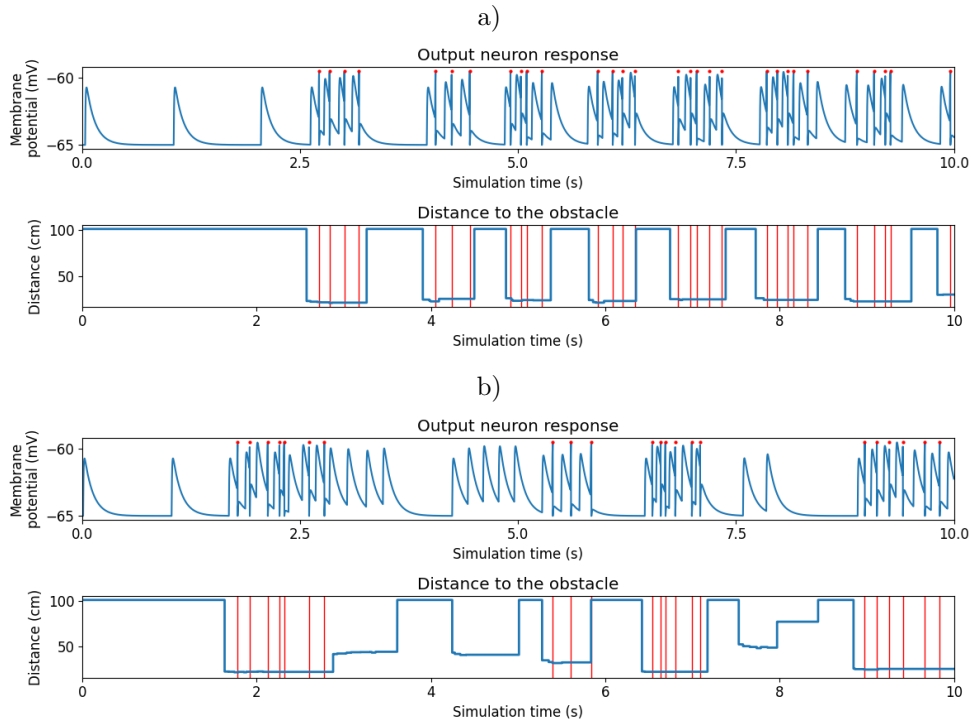 a)
Output neuron response
Membrane
potential (mV)
−60
−65
0.0 2.5 5.0 7.5 10.0
Simulation time (s)
Distance to the obstacle
Distance (cm)
100
50
0 2 4 6 8 10
Simulation time (s)
b)
Output neuron response
Membrane
potential (mV)
−60
−65
0.0 2.5 5.0 7.5 10.0
Simulation time (s)
Distance to the obstacle
Distance (cm)
100
50
0 2 4 6 8 10
Simulation time (s)